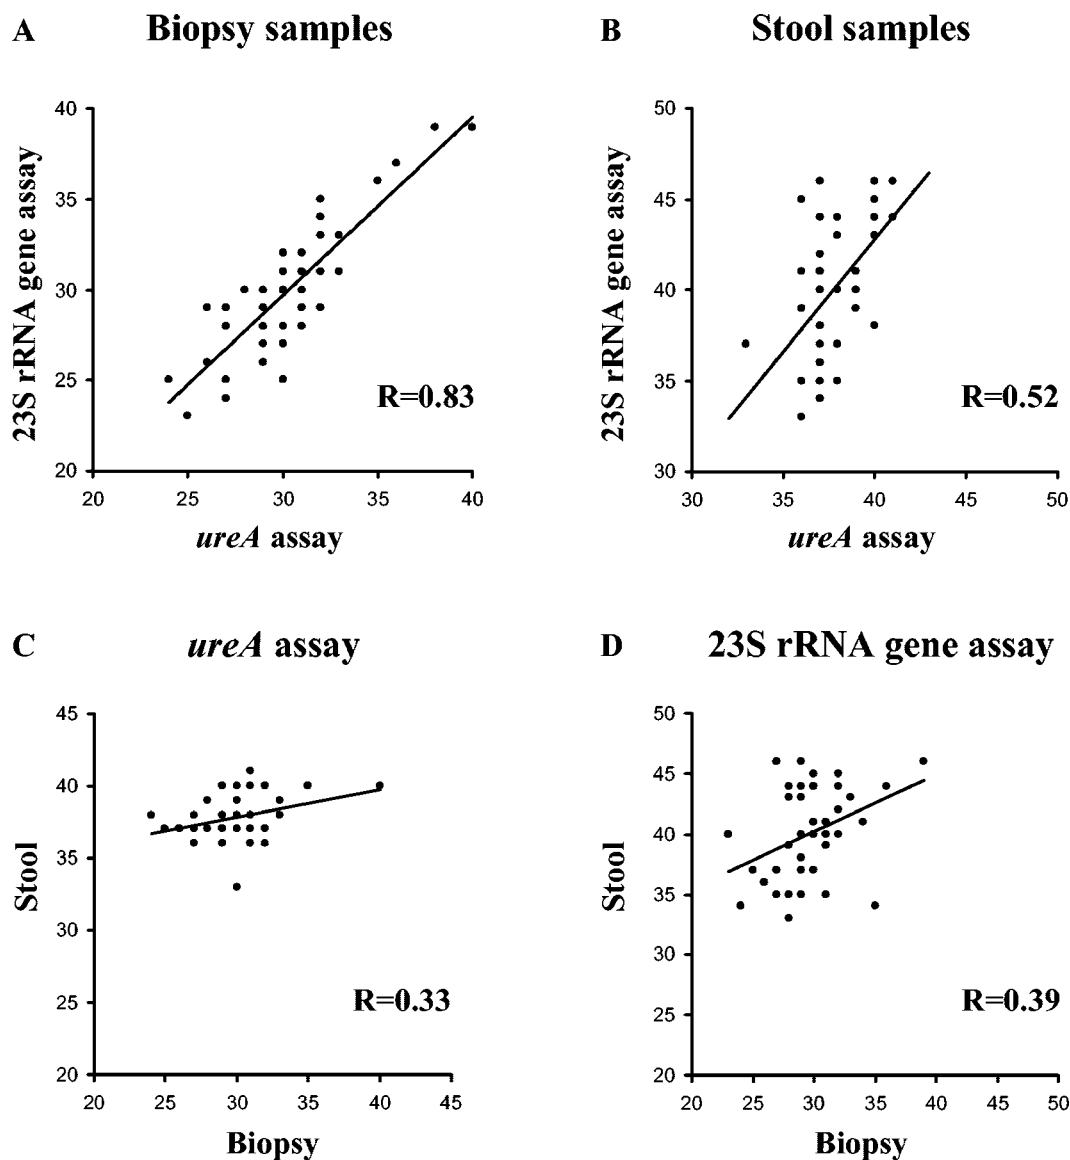 A Biopsy samples
B Stool samples
23S rRNA gene assay
40
35
30
25
20
R=0.83
20 25 30 35 40
ureA assay
23S rRNA gene assay
50
45
40
35
30
R=0.52
30 35 40 45 50
ureA assay
C ureA assay
D 23S rRNA gene assay
Stool
45
40
35
30
25
20
R=0.33
20 25 30 35 40 45
Biopsy
Stool
50
45
40
35
30
25
20
R=0.39
20 25 30 35 40 45 50
Biopsy